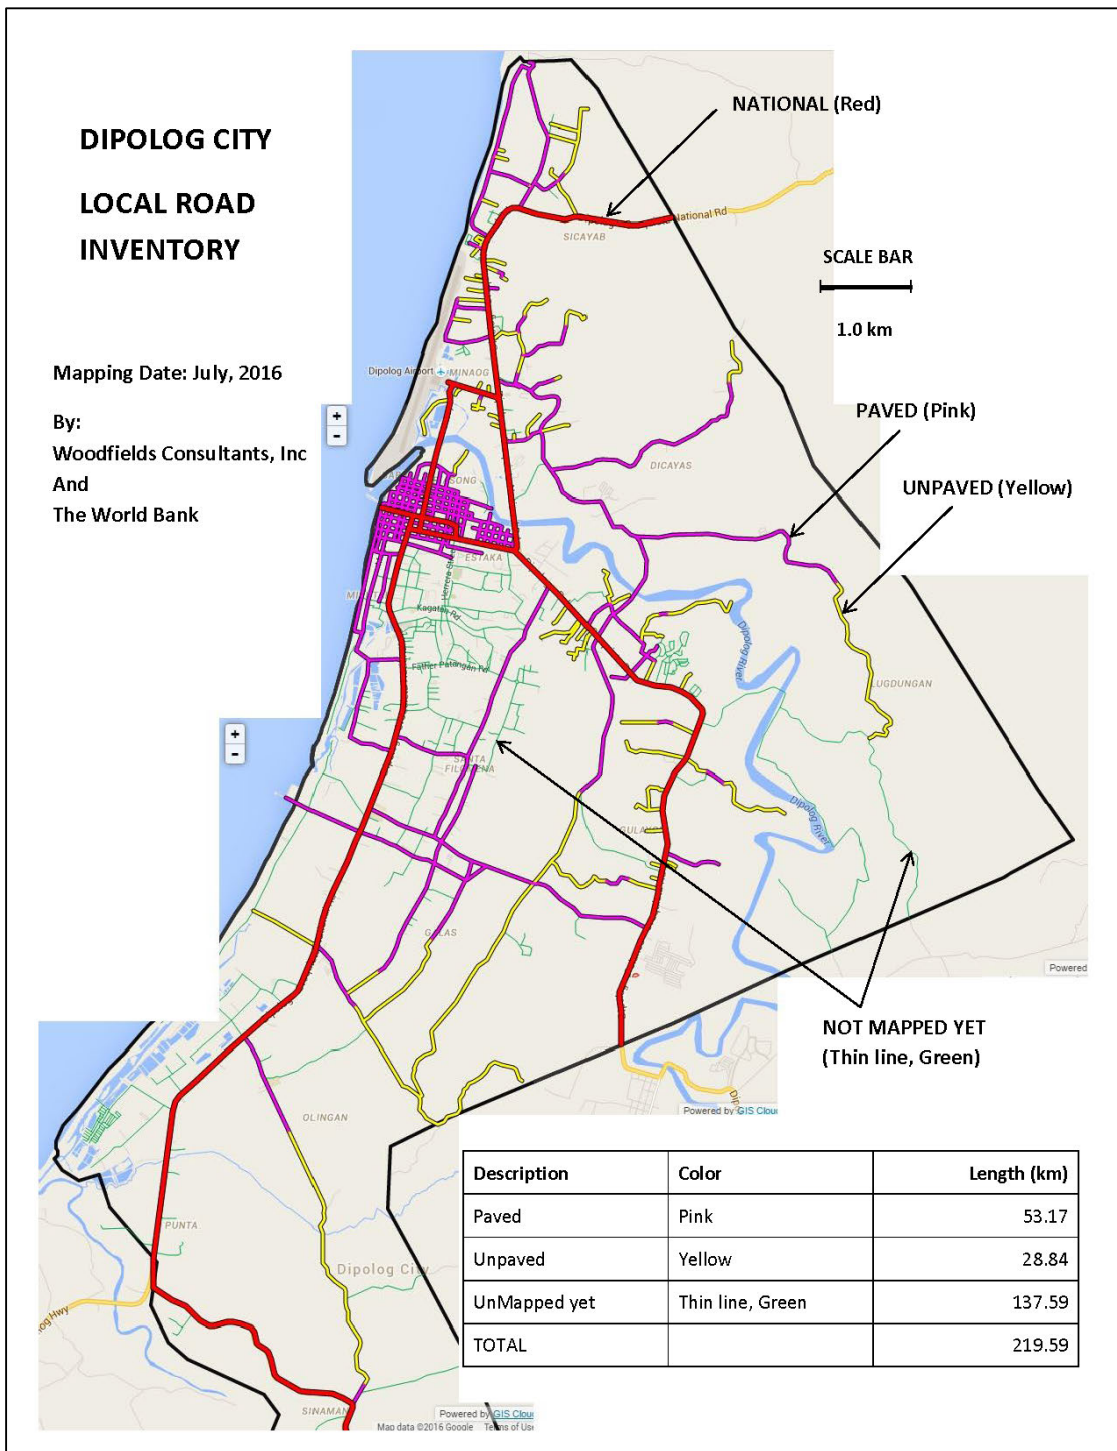 DIPOLOG CITY
LOCAL ROAD
INVENTORY
Mapping Date: July, 2016
By:
Woodfields Consultants, Inc
And
The World Bank
NATIONAL (Red)
National Rd
SICAYAB
SCALE BAR
1.0 km
Dipolog Airport
MINAOG
+
-
PAVED (Pink)
DICAYAS
UNPAVED (Yellow)
ESTAKA
Kagatan Rd
Father Patangan Rd
Dipolog River
LUGDUNGAN
+
-
SANTA
FILOMENA
Dipolog River
GALAS
Powered
NOT MAPPED YET
(Thin line, Green)
Powered by GIS Cloud
OLINGAN
PUNTA
Dipolog City
Description Color Length (km)
Paved Pink 53.17
Unpaved Yellow 28.84
UnMapped yet Thin line, Green 137.59
TOTAL 219.59
SINAMAN
Powered by GIS Cloud
Map data ©2016 Google Terms of Use